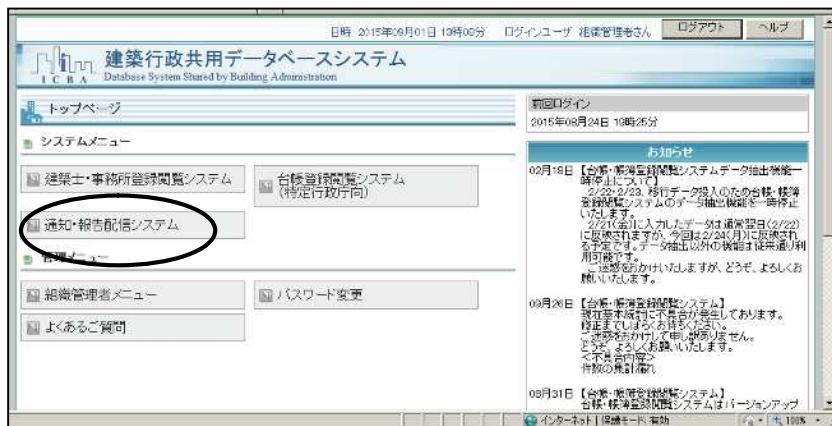 日時 2015年09月01日 13時09分 ログインユーザ 組織管理者さん ログアウト ヘルプ
建築行政共用データベースシステム
ICBA Database System Shared by Building Administration
トップページ
システムメニュー
建築士・事務所登録閲覧システム
台帳登録閲覧システム
(特定行政庁向)
通知・報告配信システム
管理メニュー
組織管理者メニュー
パスワード変更
よくあるご質問
前回ログイン
2015年08月24日 19時25分
お知らせ
02月19日 【台帳・帳簿登録閲覧システムデータ抽出機能一
時停止について】
2/22・2/23、移行データ投入のため台帳・帳簿
登録閲覧システムのデータ抽出機能を一時停止
いたします。
2/21(金)に入力したデータは通常翌日(2/22)
に反映されますが、今回は2/24(月)に反映され
る予定です。データ抽出以外の機能は従来通り利
用可能です。
ご迷惑をおかけいたしますが、どうぞ、よろしくお
願いいたします。
09月26日 【台帳・帳簿登録閲覧システム】
現在基本統計に不具合が発生しております。
修正までしばらくお待ちください。
ご迷惑をおかけして申し訳ありません。
どうぞ、よろしくお願いいたします。
<不具合内容>
件数の集計漏れ
08月31日 【台帳・帳簿登録閲覧システム】
台帳・帳簿登録閲覧システムはバージョンアップ
インターネット | 保護モード: 有効 100%